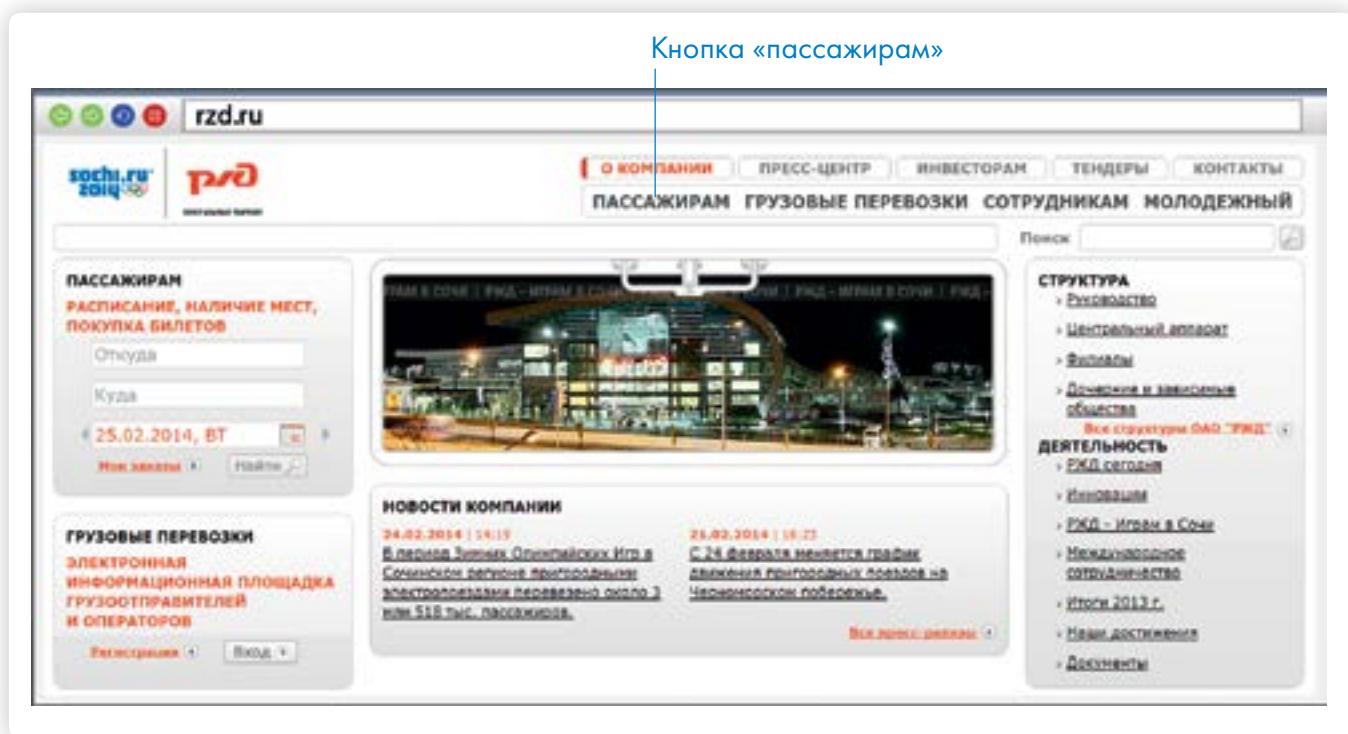 Кнопка «пассажирам»
rzd.ru
sochi.ru
2014
ржд
О КОМПАНИИ
ПРЕСС-ЦЕНТР
ИНВЕСТОРАМ
ТЕНДЕРЫ
КОНТАКТЫ
ПАССАЖИРАМ
ГРУЗОВЫЕ ПЕРЕВОЗКИ
СОТРУДНИКАМ
МОЛОДЕЖНЫЙ
Поиск
ПАССАЖИРАМ
РАСПИСАНИЕ, НАЛИЧИЕ МЕСТ,
ПОКУПКА БИЛЕТОВ
Откуда
Куда
25.02.2014, ВТ
Мои заказы
Найти
ГРУЗОВЫЕ ПЕРЕВОЗКИ
ЭЛЕКТРОННАЯ
ИНФОРМАЦИОННАЯ ПЛОЩАДКА
ГРУЗООТПРАВИТЕЛЕЙ
И ОПЕРАТОРОВ
Регистрация
Вход
РЖД - ИГРАМ В СОЧИ
НОВОСТИ КОМПАНИИ
24.02.2014 | 14:19
В период Зимних Олимпийских Игр в
Сочинском регионе пригородными
электропоездами перевезено около 3
млн 518 тыс. пассажиров.
21.02.2014 |
С 24 февраля меняется график
движения пригородных поездов на
Черноморском побережье.
Все пресс-релизы
СТРУКТУРА
Руководство
Центральный аппарат
Филиалы
Дочерние и зависимые
общества
Все структуры ОАО "РЖД"
ДЕЯТЕЛЬНОСТЬ
РЖД сегодня
Инновации
РЖД - Играм в Сочи
Международное
сотрудничество
Итоги 2013 г.
Наши достижения
Документы